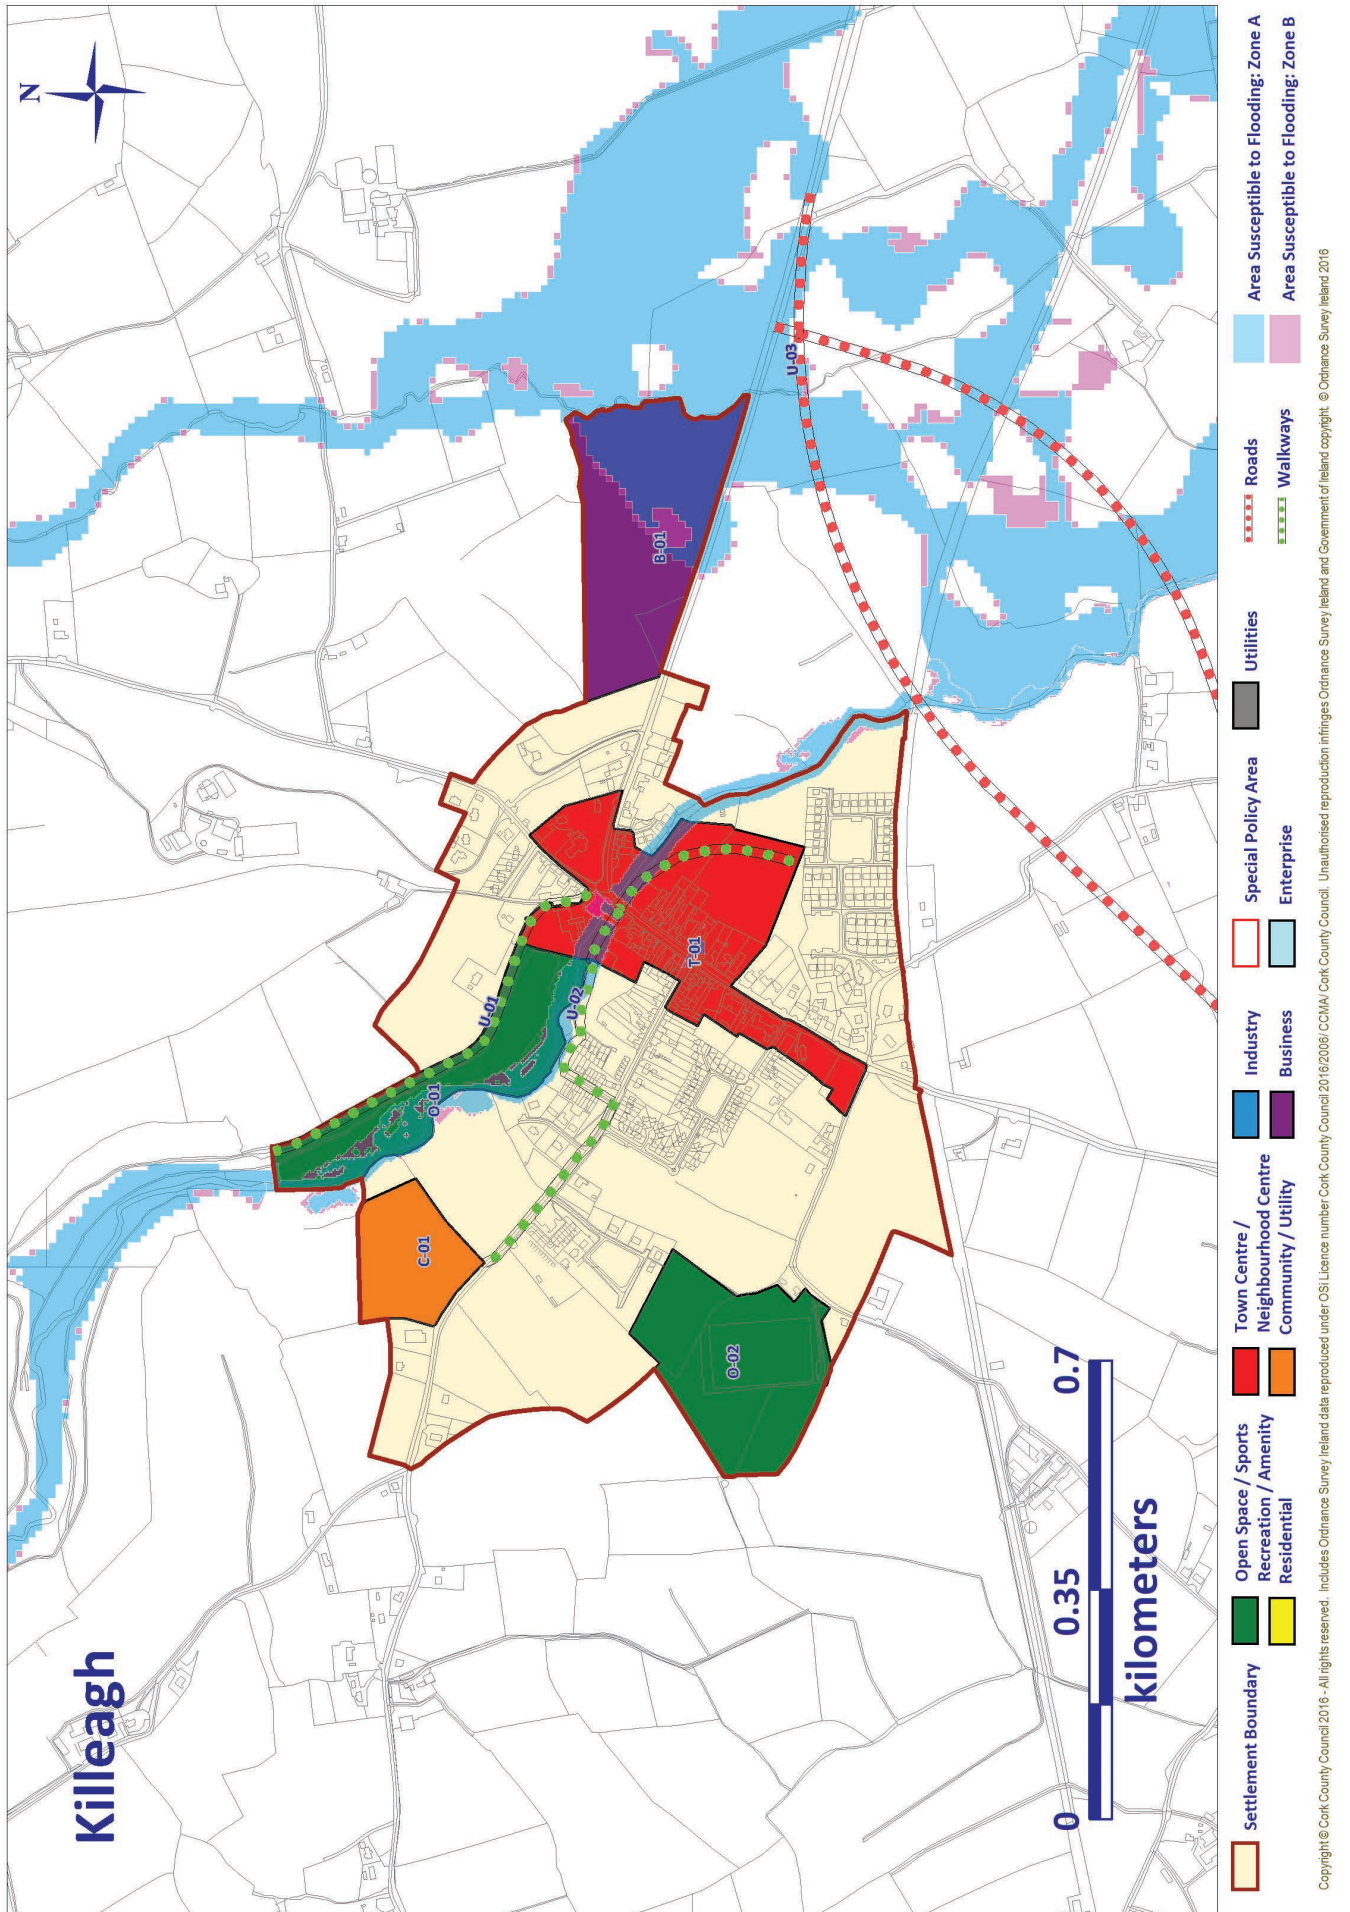 Killeagh
N
O-01
U-01
U-02
C-01
B-01
T-01
O-02
U-03
0 0.35 0.7
kilometers
Settlement Boundary
Open Space / Sports
Recreation / Amenity
Residential
Town Centre /
Neighbourhood Centre
Community / Utility
Industry
Business
Special Policy Area
Enterprise
Utilities
Roads
Walkways
Area Susceptible to Flooding: Zone A
Area Susceptible to Flooding: Zone B
Copyright © Cork County Council 2016 - All rights reserved. Includes Ordnance Survey Ireland data reproduced under OSi Licence number Cork County Council 2016/2006/CCMA/ Cork County Council. Unauthorised reproduction infringes Ordnance Survey Ireland and Government of Ireland copyright. © Ordnance Survey Ireland 2016